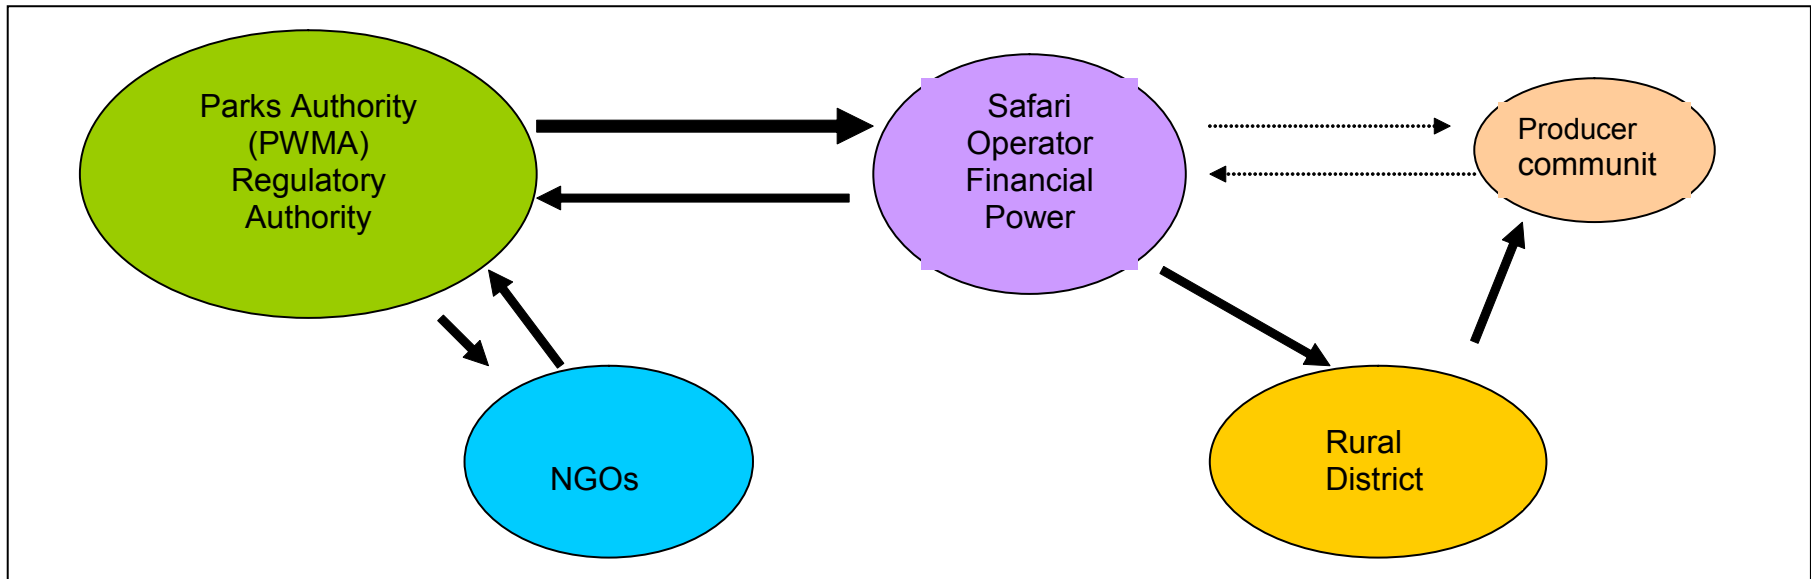 Parks Authority
(PWMA)
Regulatory
Authority
Safari
Operator
Financial
Power
Producer
communit
NGOs
Rural
District